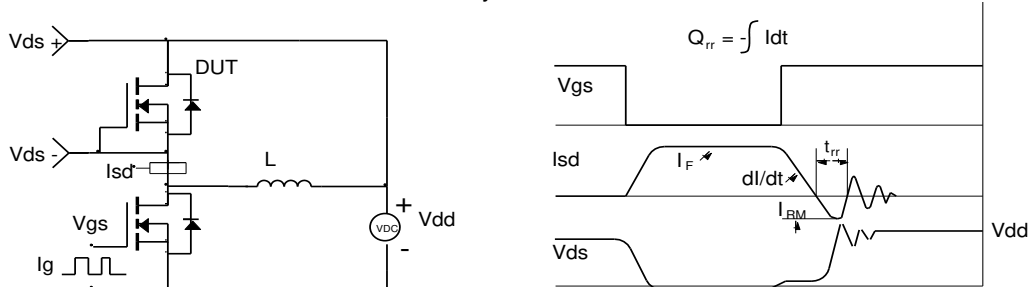 Vds +
DUT
Vds -
Isd
L
Vgs
Ig
+
VDC
-
Vdd
Qrr = -∫ Idt
Vgs
Isd
IF
dI/dt
trr
IRM
Vds
Vdd